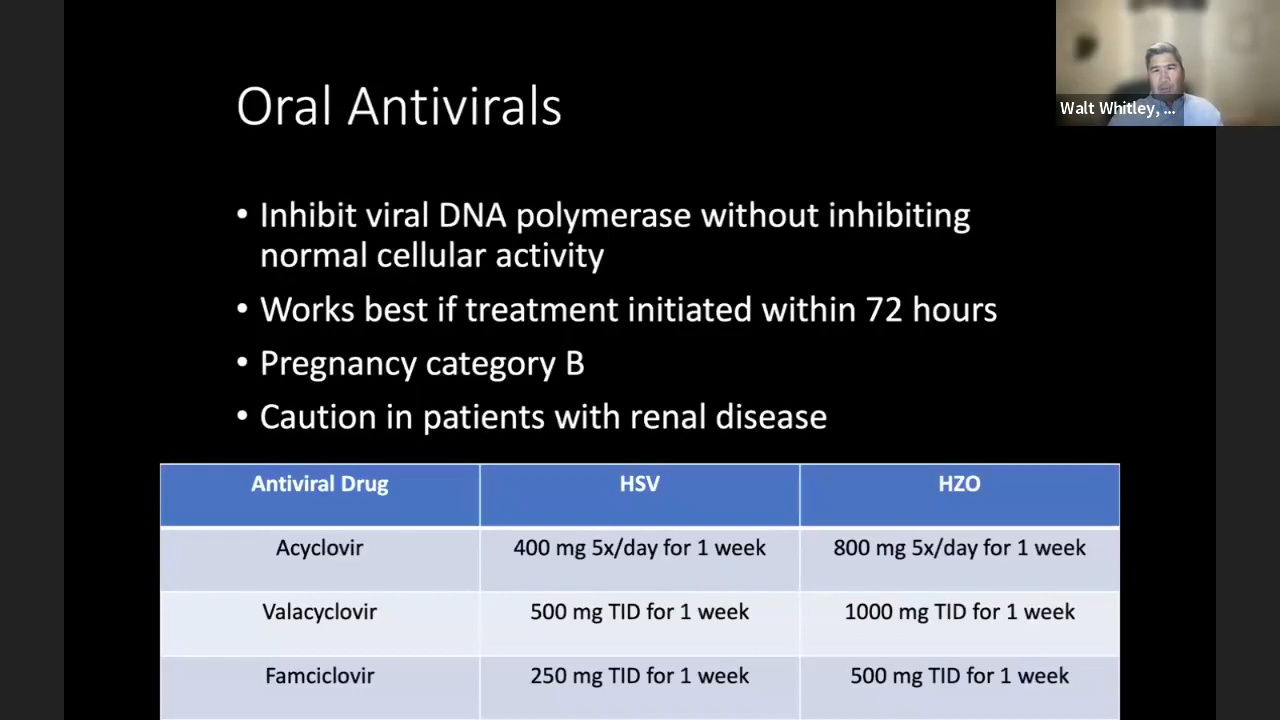 Walt Whitley, ...
Oral Antivirals
• Inhibit viral DNA polymerase without inhibiting
normal cellular activity
• Works best if treatment initiated within 72 hours
• Pregnancy category B
• Caution in patients with renal disease
Antiviral Drug HSV HZO
Acyclovir 400 mg 5x/day for 1 week 800 mg 5x/day for 1 week
Valacyclovir 500 mg TID for 1 week 1000 mg TID for 1 week
Famciclovir 250 mg TID for 1 week 500 mg TID for 1 week